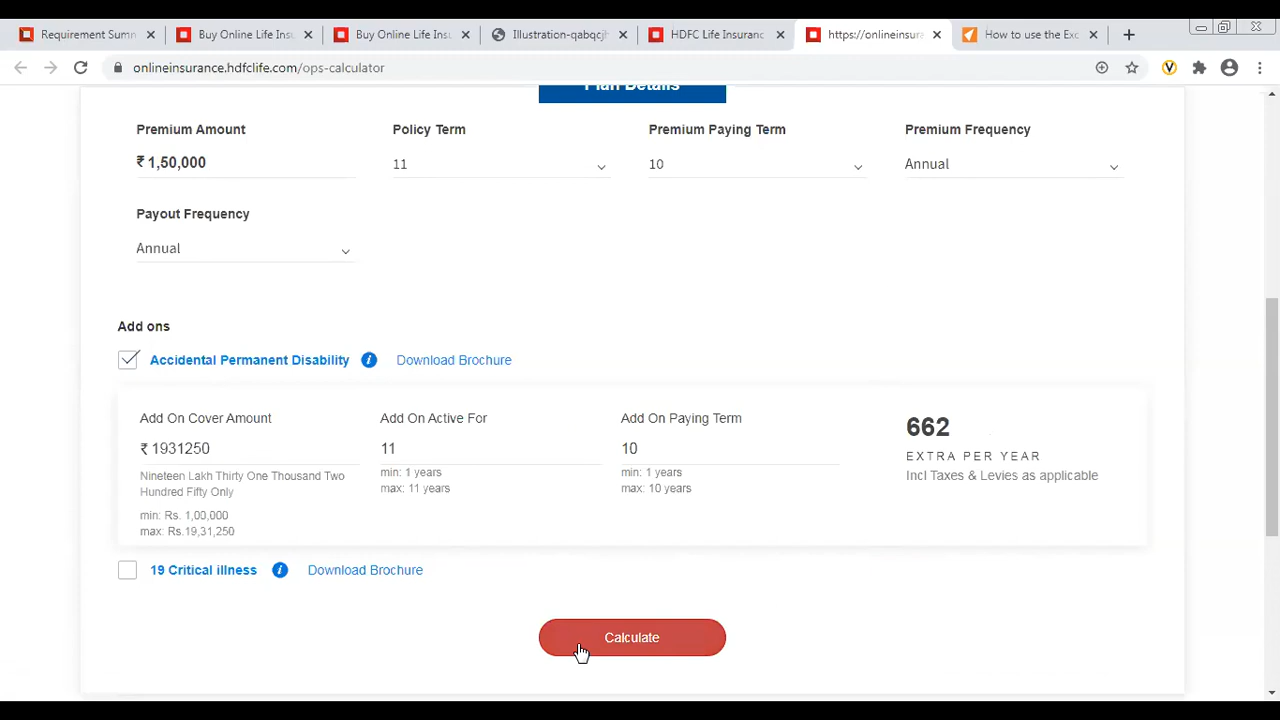 Requirement Sumn
Buy Online Life Insu
Buy Online Life Insu
Illustration-qabqcjh
HDFC Life Insuranc
https://onlineinsura
How to use the Exc
onlineinsurance.hdfclife.com/ops-calculator
Plan Details
Premium Amount Policy Term Premium Paying Term Premium Frequency
₹ 1,50,000 11 10 Annual
Payout Frequency
Annual
Add ons
Accidental Permanent Disability i Download Brochure
Add On Cover Amount Add On Active For Add On Paying Term 662
₹ 1931250 11 10 EXTRA PER YEAR
Nineteen Lakh Thirty One Thousand Two min: 1 years min: 1 years Incl Taxes & Levies as applicable
Hundred Fifty Only max: 11 years max: 10 years
min: Rs. 1,00,000
max: Rs.19,31,250
19 Critical illness i Download Brochure
Calculate